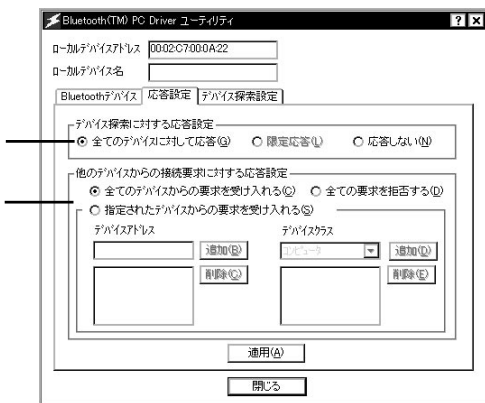 Bluetooth(TM) PC Driver ユーティリティ
ローカルデバイスアドレス 00:02:C7:00:0A:22
ローカルデバイス名
Bluetoothデバイス 応答設定 デバイス探索設定
デバイス探索に対する応答設定
全てのデバイスに対して応答(G) 限定応答(L) 応答しない(N)
他のデバイスからの接続要求に対する応答設定
全てのデバイスからの要求を受け入れる(C) 全ての要求を拒否する(D)
指定されたデバイスからの要求を受け入れる(S)
デバイスアドレス デバイスクラス
追加(B) コンピュータ 追加(D)
削除(C) 削除(E)
適用(A)
閉じる